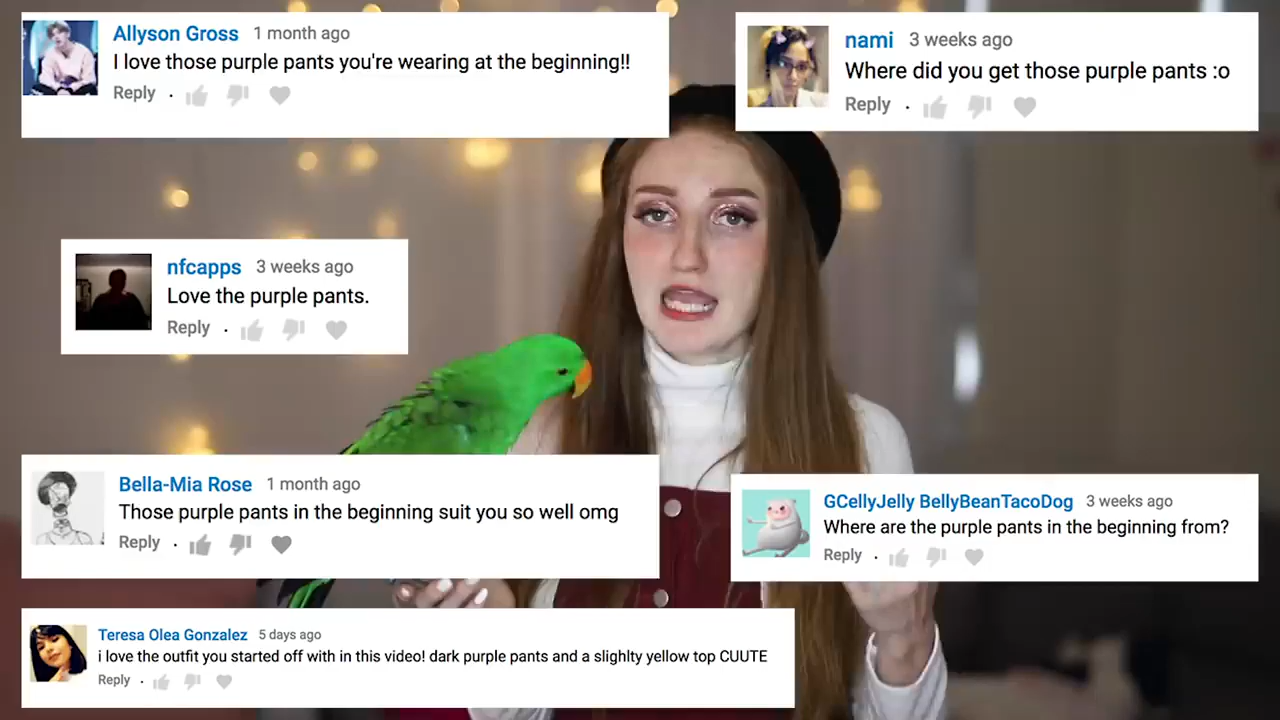 Allyson Gross 1 month ago
I love those purple pants you're wearing at the beginning!!
Reply
nami 3 weeks ago
Where did you get those purple pants :o
Reply
nfcapps 3 weeks ago
Love the purple pants.
Reply
Bella-Mia Rose 1 month ago
Those purple pants in the beginning suit you so well omg
Reply
GCellyJelly BellyBeanTacoDog 3 weeks ago
Where are the purple pants in the beginning from?
Reply
Teresa Olea Gonzalez 5 days ago
i love the outfit you started off with in this video! dark purple pants and a slighlty yellow top CUUTE
Reply